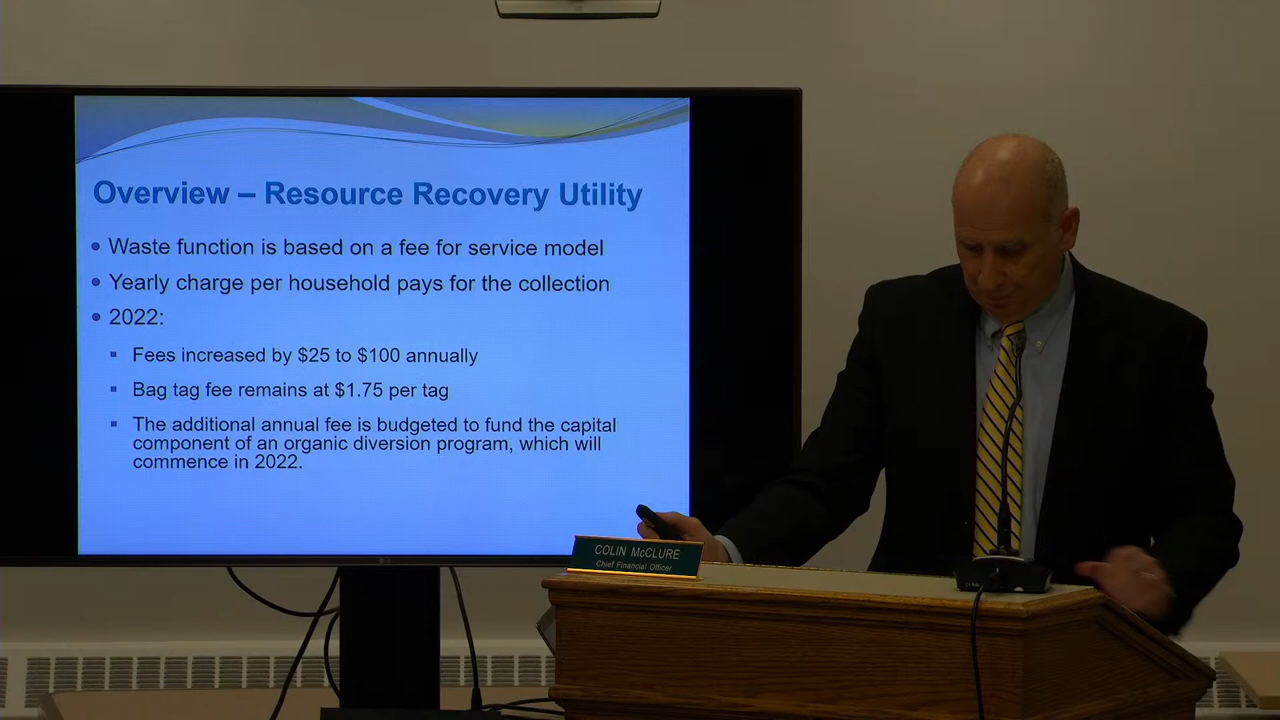 Overview – Resource Recovery Utility
• Waste function is based on a fee for service model
• Yearly charge per household pays for the collection
• 2022:
▪ Fees increased by $25 to $100 annually
▪ Bag tag fee remains at $1.75 per tag
▪ The additional annual fee is budgeted to fund the capital
component of an organic diversion program, which will
commence in 2022.
LG
COLIN McCLURE
Chief Financial Officer